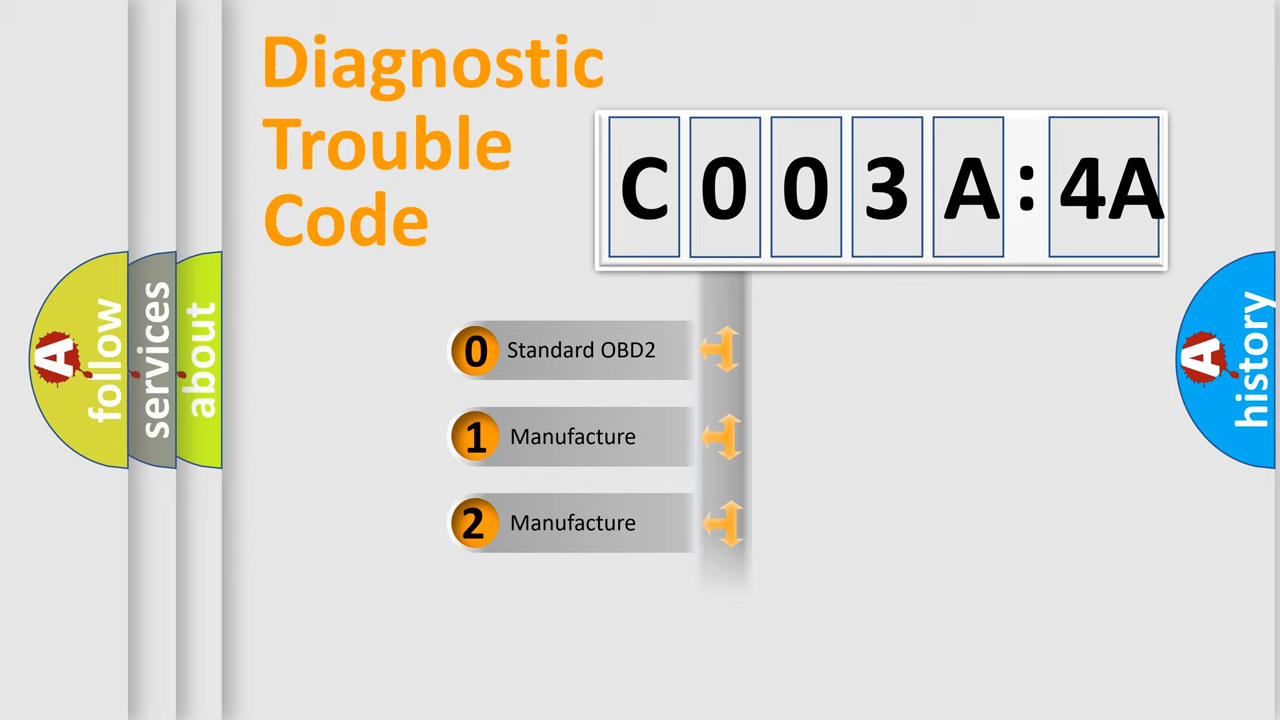 Diagnostic
Trouble
Code
C003A:4A
0 Standard OBD2
1 Manufacture
2 Manufacture
A follow
services
about
A history